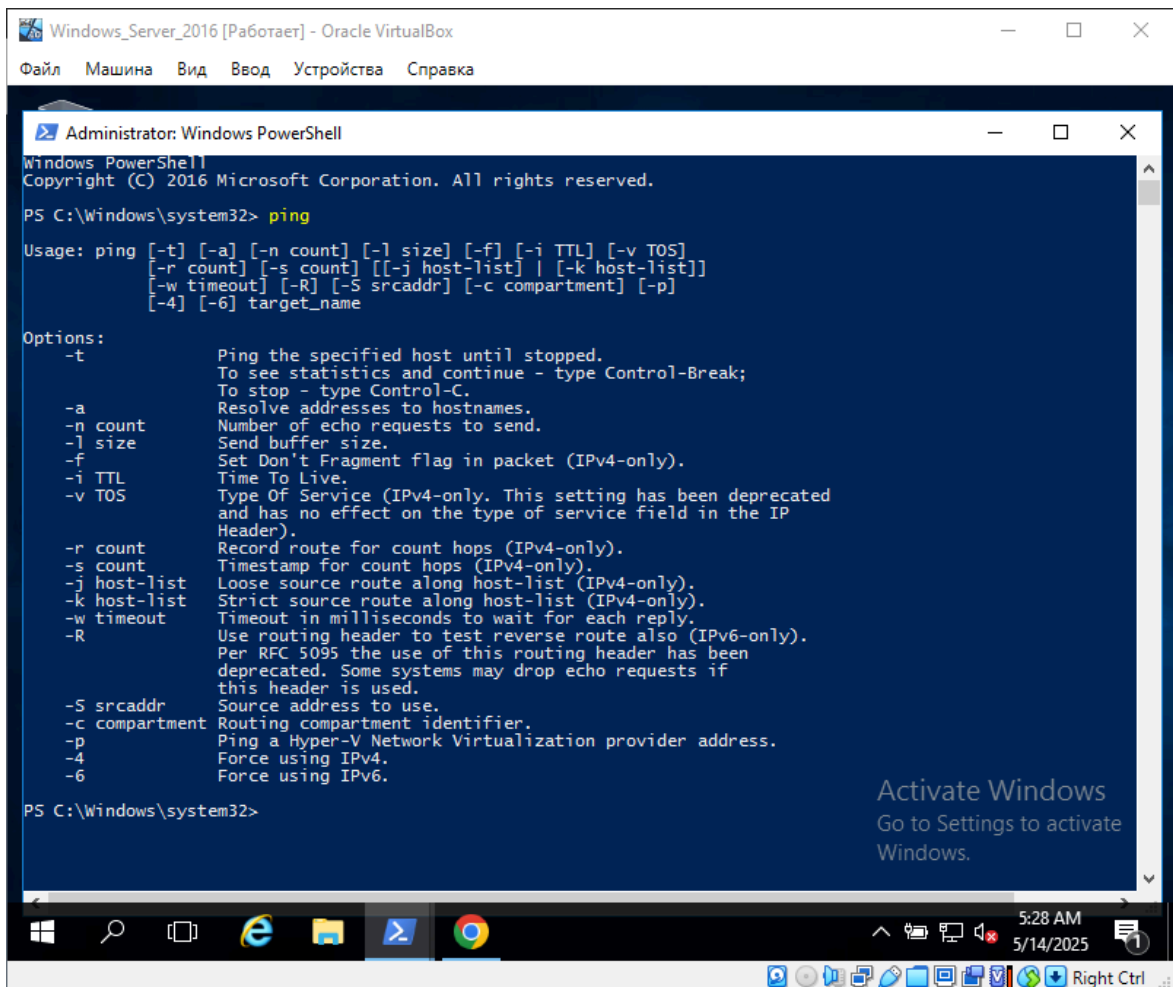 Windows_Server_2016 [Работает] - Oracle VirtualBox
Файл Машина Вид Ввод Устройства Справка
Administrator: Windows PowerShell
Windows PowerShell
Copyright (C) 2016 Microsoft Corporation. All rights reserved.
PS C:\Windows\system32> ping
Usage: ping [-t] [-a] [-n count] [-l size] [-f] [-i TTL] [-v TOS]
[-r count] [-s count] [[-j host-list] | [-k host-list]]
[-w timeout] [-R] [-S srcaddr] [-c compartment] [-p]
[-4] [-6] target_name
Options:
-t Ping the specified host until stopped.
To see statistics and continue - type Control-Break;
To stop - type Control-C.
-a Resolve addresses to hostnames.
-n count Number of echo requests to send.
-l size Send buffer size.
-f Set Don't Fragment flag in packet (IPv4-only).
-i TTL Time To Live.
-v TOS Type Of Service (IPv4-only. This setting has been deprecated
and has no effect on the type of service field in the IP
Header).
-r count Record route for count hops (IPv4-only).
-s count Timestamp for count hops (IPv4-only).
-j host-list Loose source route along host-list (IPv4-only).
-k host-list Strict source route along host-list (IPv4-only).
-w timeout Timeout in milliseconds to wait for each reply.
-R Use routing header to test reverse route also (IPv6-only).
Per RFC 5095 the use of this routing header has been
deprecated. Some systems may drop echo requests if
this header is used.
-S srcaddr Source address to use.
-c compartment Routing compartment identifier.
-p Ping a Hyper-V Network Virtualization provider address.
-4 Force using IPv4.
-6 Force using IPv6.
PS C:\Windows\system32>
Activate Windows
Go to Settings to activate
Windows.
5:28 AM
5/14/2025
1
Right Ctrl